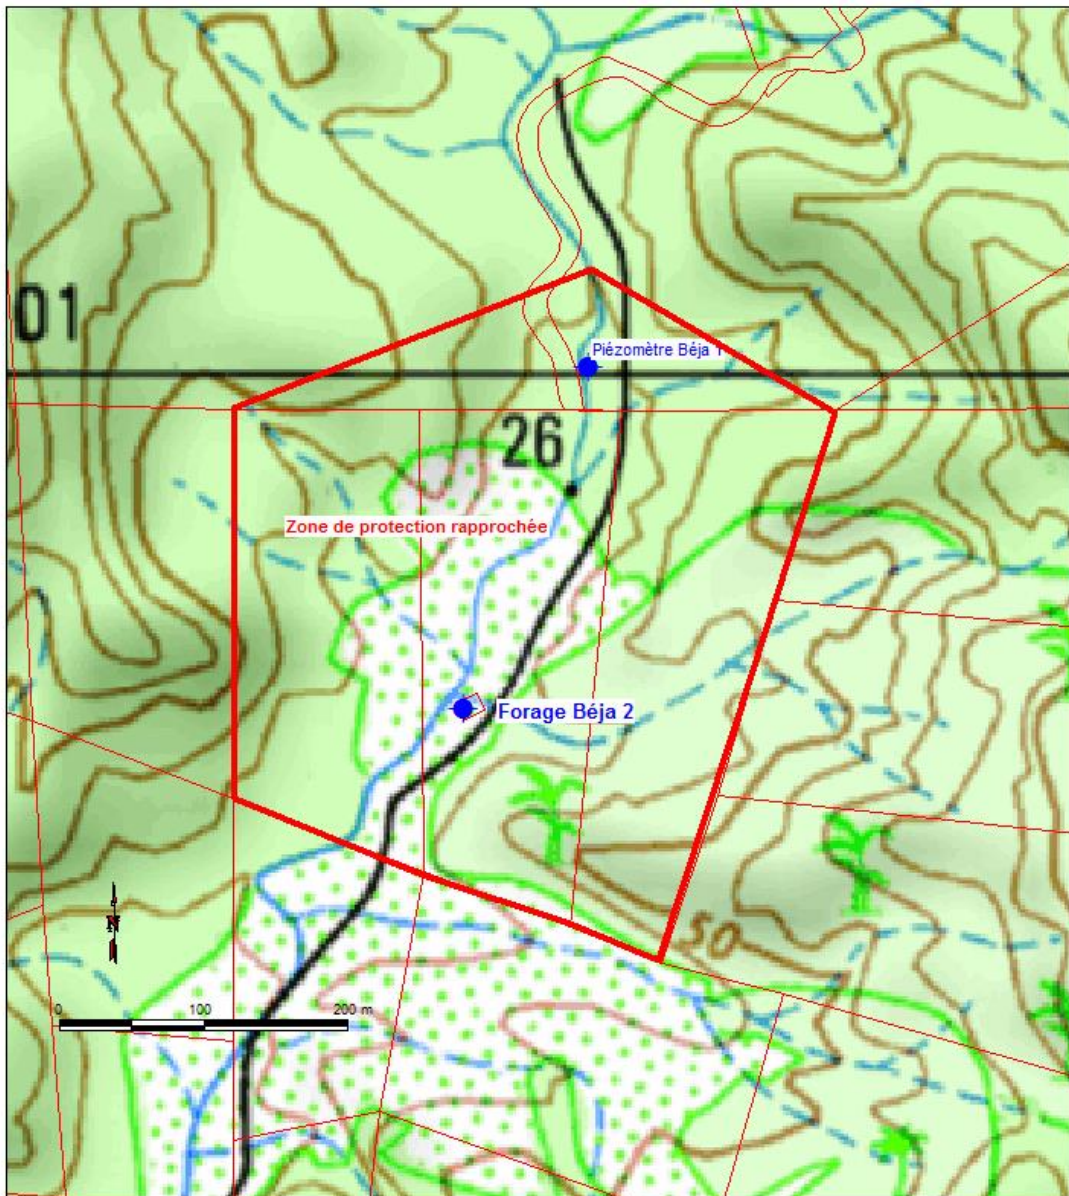 01
Piézomètre Béja 1
26
Zone de protection rapprochée
Forage Béja 2
50
N
0 100 200 m